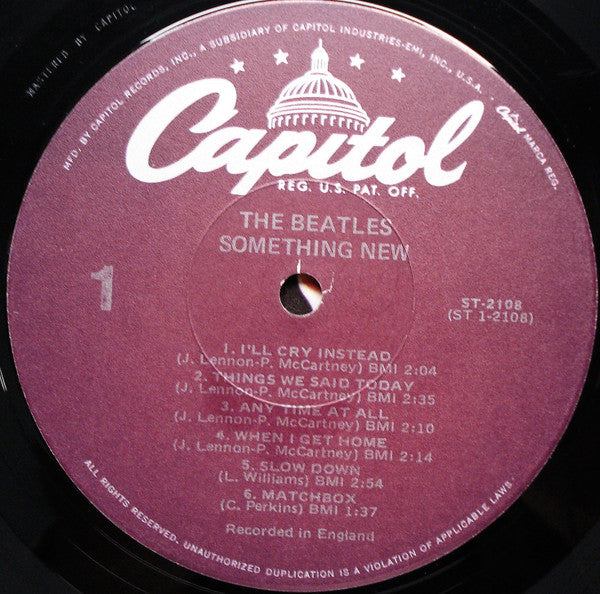 MASTERED BY CAPITOL
MFD. BY CAPITOL RECORDS, INC., A SUBSIDIARY OF CAPITOL INDUSTRIES-EMI, INC., U.S.A.
Capitol MARCA REG.
Capitol
REG. U.S. PAT. OFF.
THE BEATLES
SOMETHING NEW
1
ST-2108
(ST 1-2108)
1. I'LL CRY INSTEAD
(J. Lennon-P. McCartney) BMI 2:04
2. THINGS WE SAID TODAY
(J. Lennon-P. McCartney) BMI 2:35
3. ANY TIME AT ALL
(J. Lennon-P. McCartney) BMI 2:10
4. WHEN I GET HOME
(J. Lennon-P. McCartney) BMI 2:14
5. SLOW DOWN
(L. Williams) BMI 2:54
6. MATCHBOX
(C. Perkins) BMI 1:37
Recorded in England
ALL RIGHTS RESERVED. UNAUTHORIZED DUPLICATION IS A VIOLATION OF APPLICABLE LAWS.